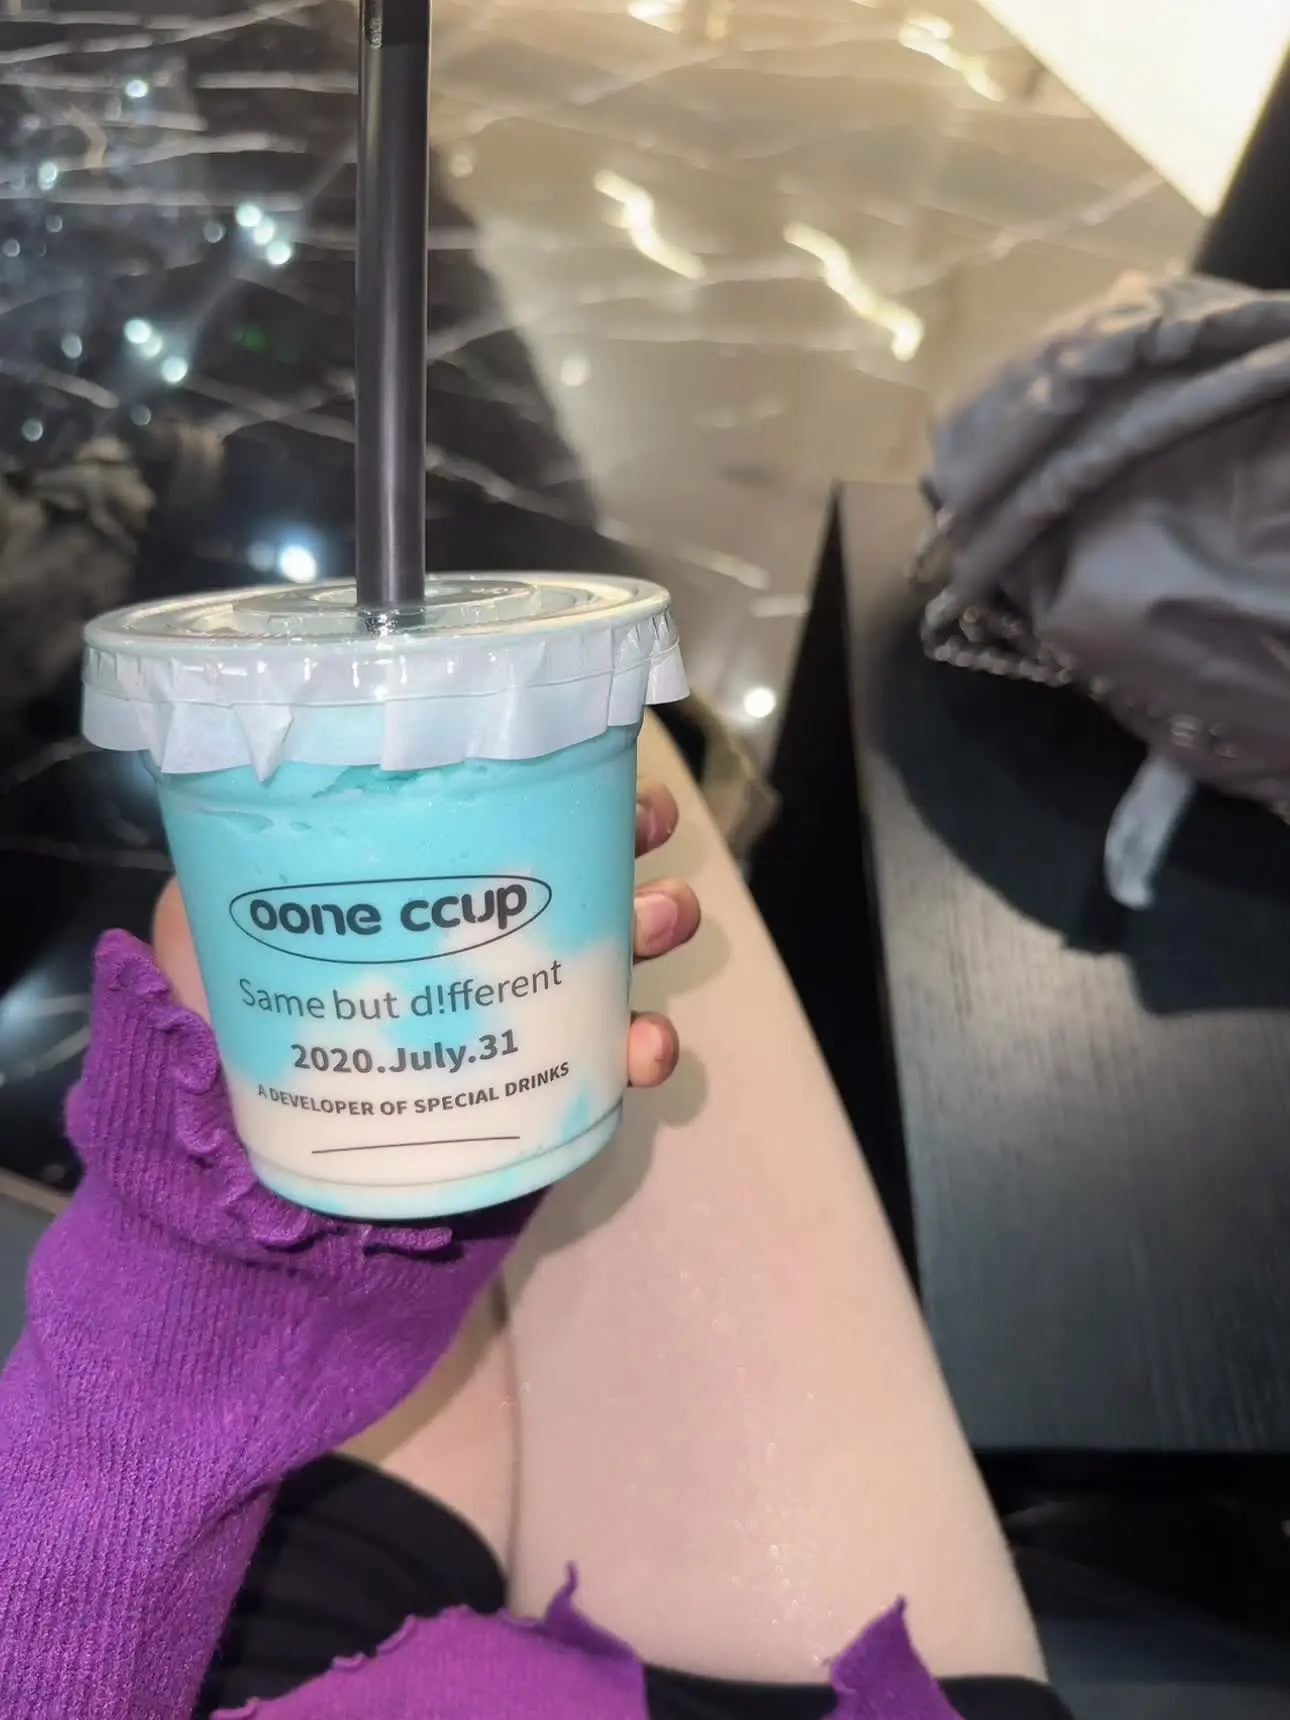 oone ccup
Same but d!fferent
2020.July.31
A DEVELOPER OF SPECIAL DRINKS